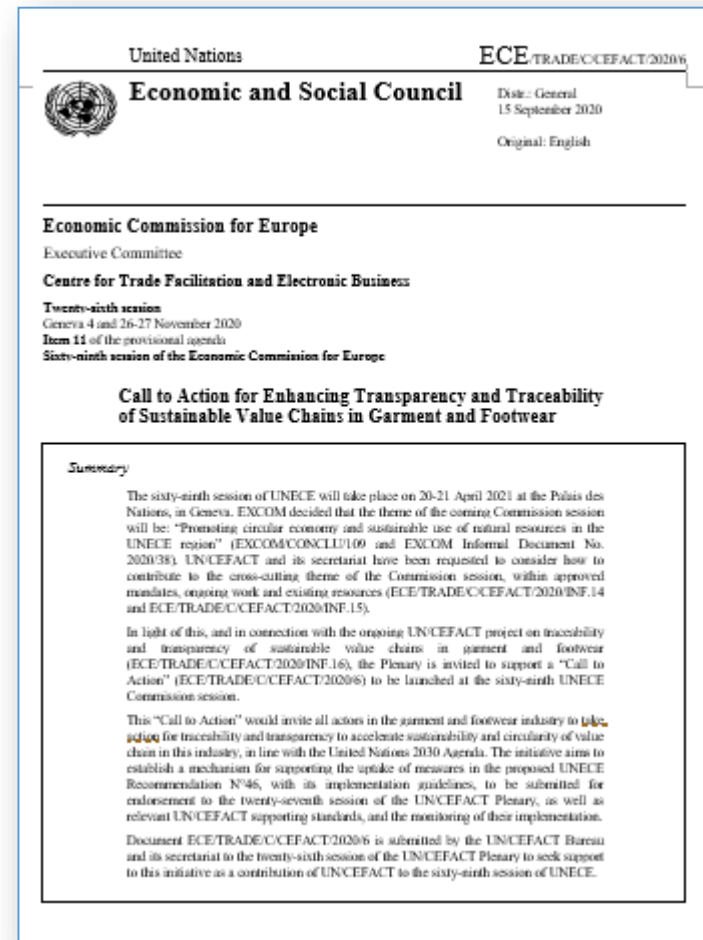 United Nations
ECE/TRADE/C/CEFACT/2020/6
Economic and Social Council
Distr.: General
15 September 2020
Original: English
Economic Commission for Europe
Executive Committee
Centre for Trade Facilitation and Electronic Business
Twenty-sixth session
Geneva 4 and 26-27 November 2020
Item 11 of the provisional agenda
Sixty-ninth session of the Economic Commission for Europe
Call to Action for Enhancing Transparency and Traceability
of Sustainable Value Chains in Garment and Footwear
Summary
The sixty-ninth session of UNECE will take place on 20-21 April 2021 at the Palais des
Nations, in Geneva. EXCOM decided that the theme of the coming Commission session
will be: “Promoting circular economy and sustainable use of natural resources in the
UNECE region” (EXCOM/CONCLU/109 and EXCOM Informal Document No.
2020/38). UN/CEFACT and its secretariat have been requested to consider how to
contribute to the cross-cutting theme of the Commission session, within approved
mandates, ongoing work and existing resources (ECE/TRADE/C/CEFACT/2020/INF.14
and ECE/TRADE/C/CEFACT/2020/INF.15).
In light of this, and in connection with the ongoing UN/CEFACT project on traceability
and transparency of sustainable value chains in garment and footwear
(ECE/TRADE/C/CEFACT/2020/INF.16), the Plenary is invited to support a “Call to
Action” (ECE/TRADE/C/CEFACT/2020/6) to be launched at the sixty-ninth UNECE
Commission session.
This “Call to Action” would invite all actors in the garment and footwear industry to take
action for traceability and transparency to accelerate sustainability and circularity of value
chain in this industry, in line with the United Nations 2030 Agenda. The initiative aims to
establish a mechanism for supporting the uptake of measures in the proposed UNECE
Recommendation N°46, with its implementation guidelines, to be submitted for
endorsement to the twenty-seventh session of the UN/CEFACT Plenary, as well as
relevant UN/CEFACT supporting standards, and the monitoring of their implementation.
Document ECE/TRADE/C/CEFACT/2020/6 is submitted by the UN/CEFACT Bureau
and its secretariat to the twenty-sixth session of the UN/CEFACT Plenary to seek support
to this initiative as a contribution of UN/CEFACT to the sixty-ninth session of UNECE.